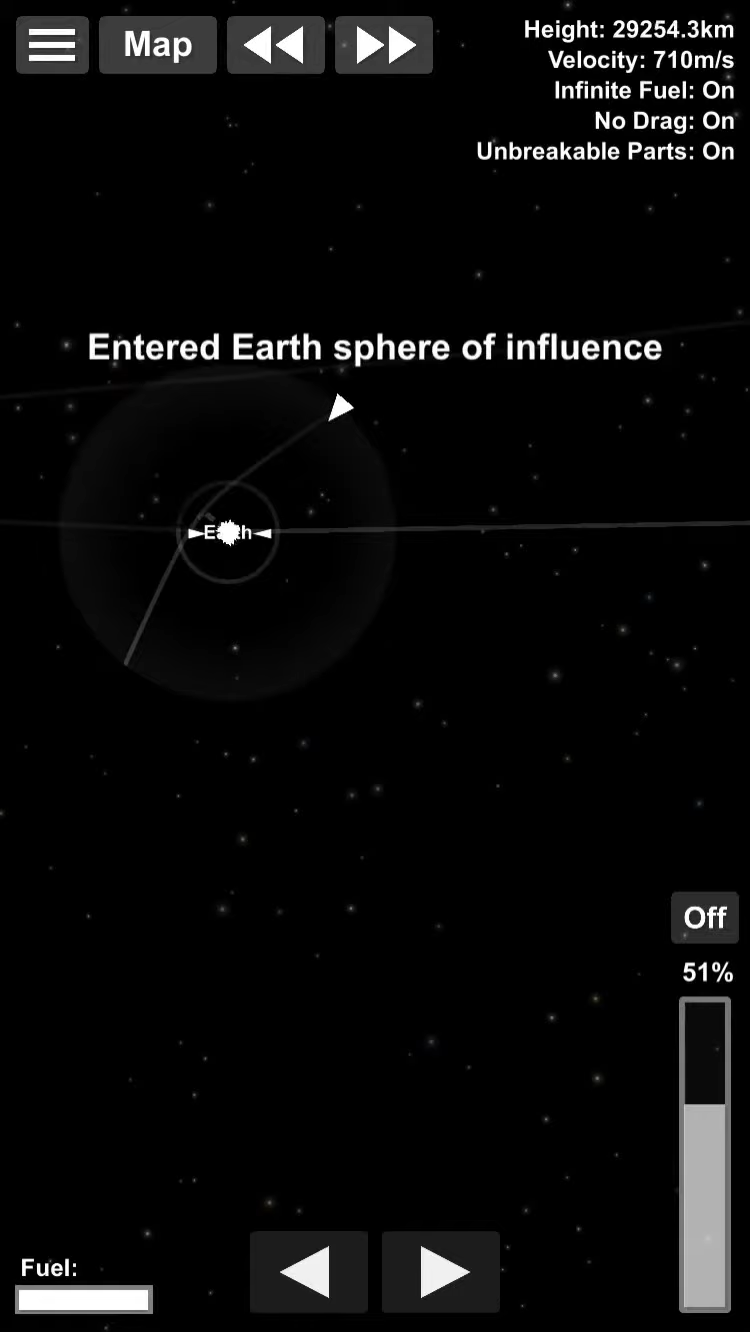 Map
Height: 29254.3km
Velocity: 710m/s
Infinite Fuel: On
No Drag: On
Unbreakable Parts: On
Entered Earth sphere of influence
Earth
Off
51%
Fuel: